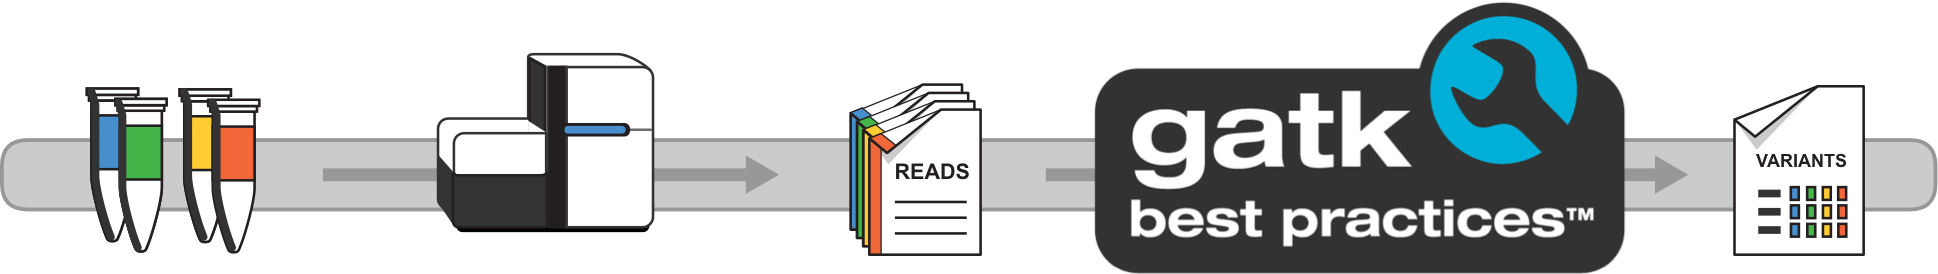 READS
gatk
best practices™
VARIANTS